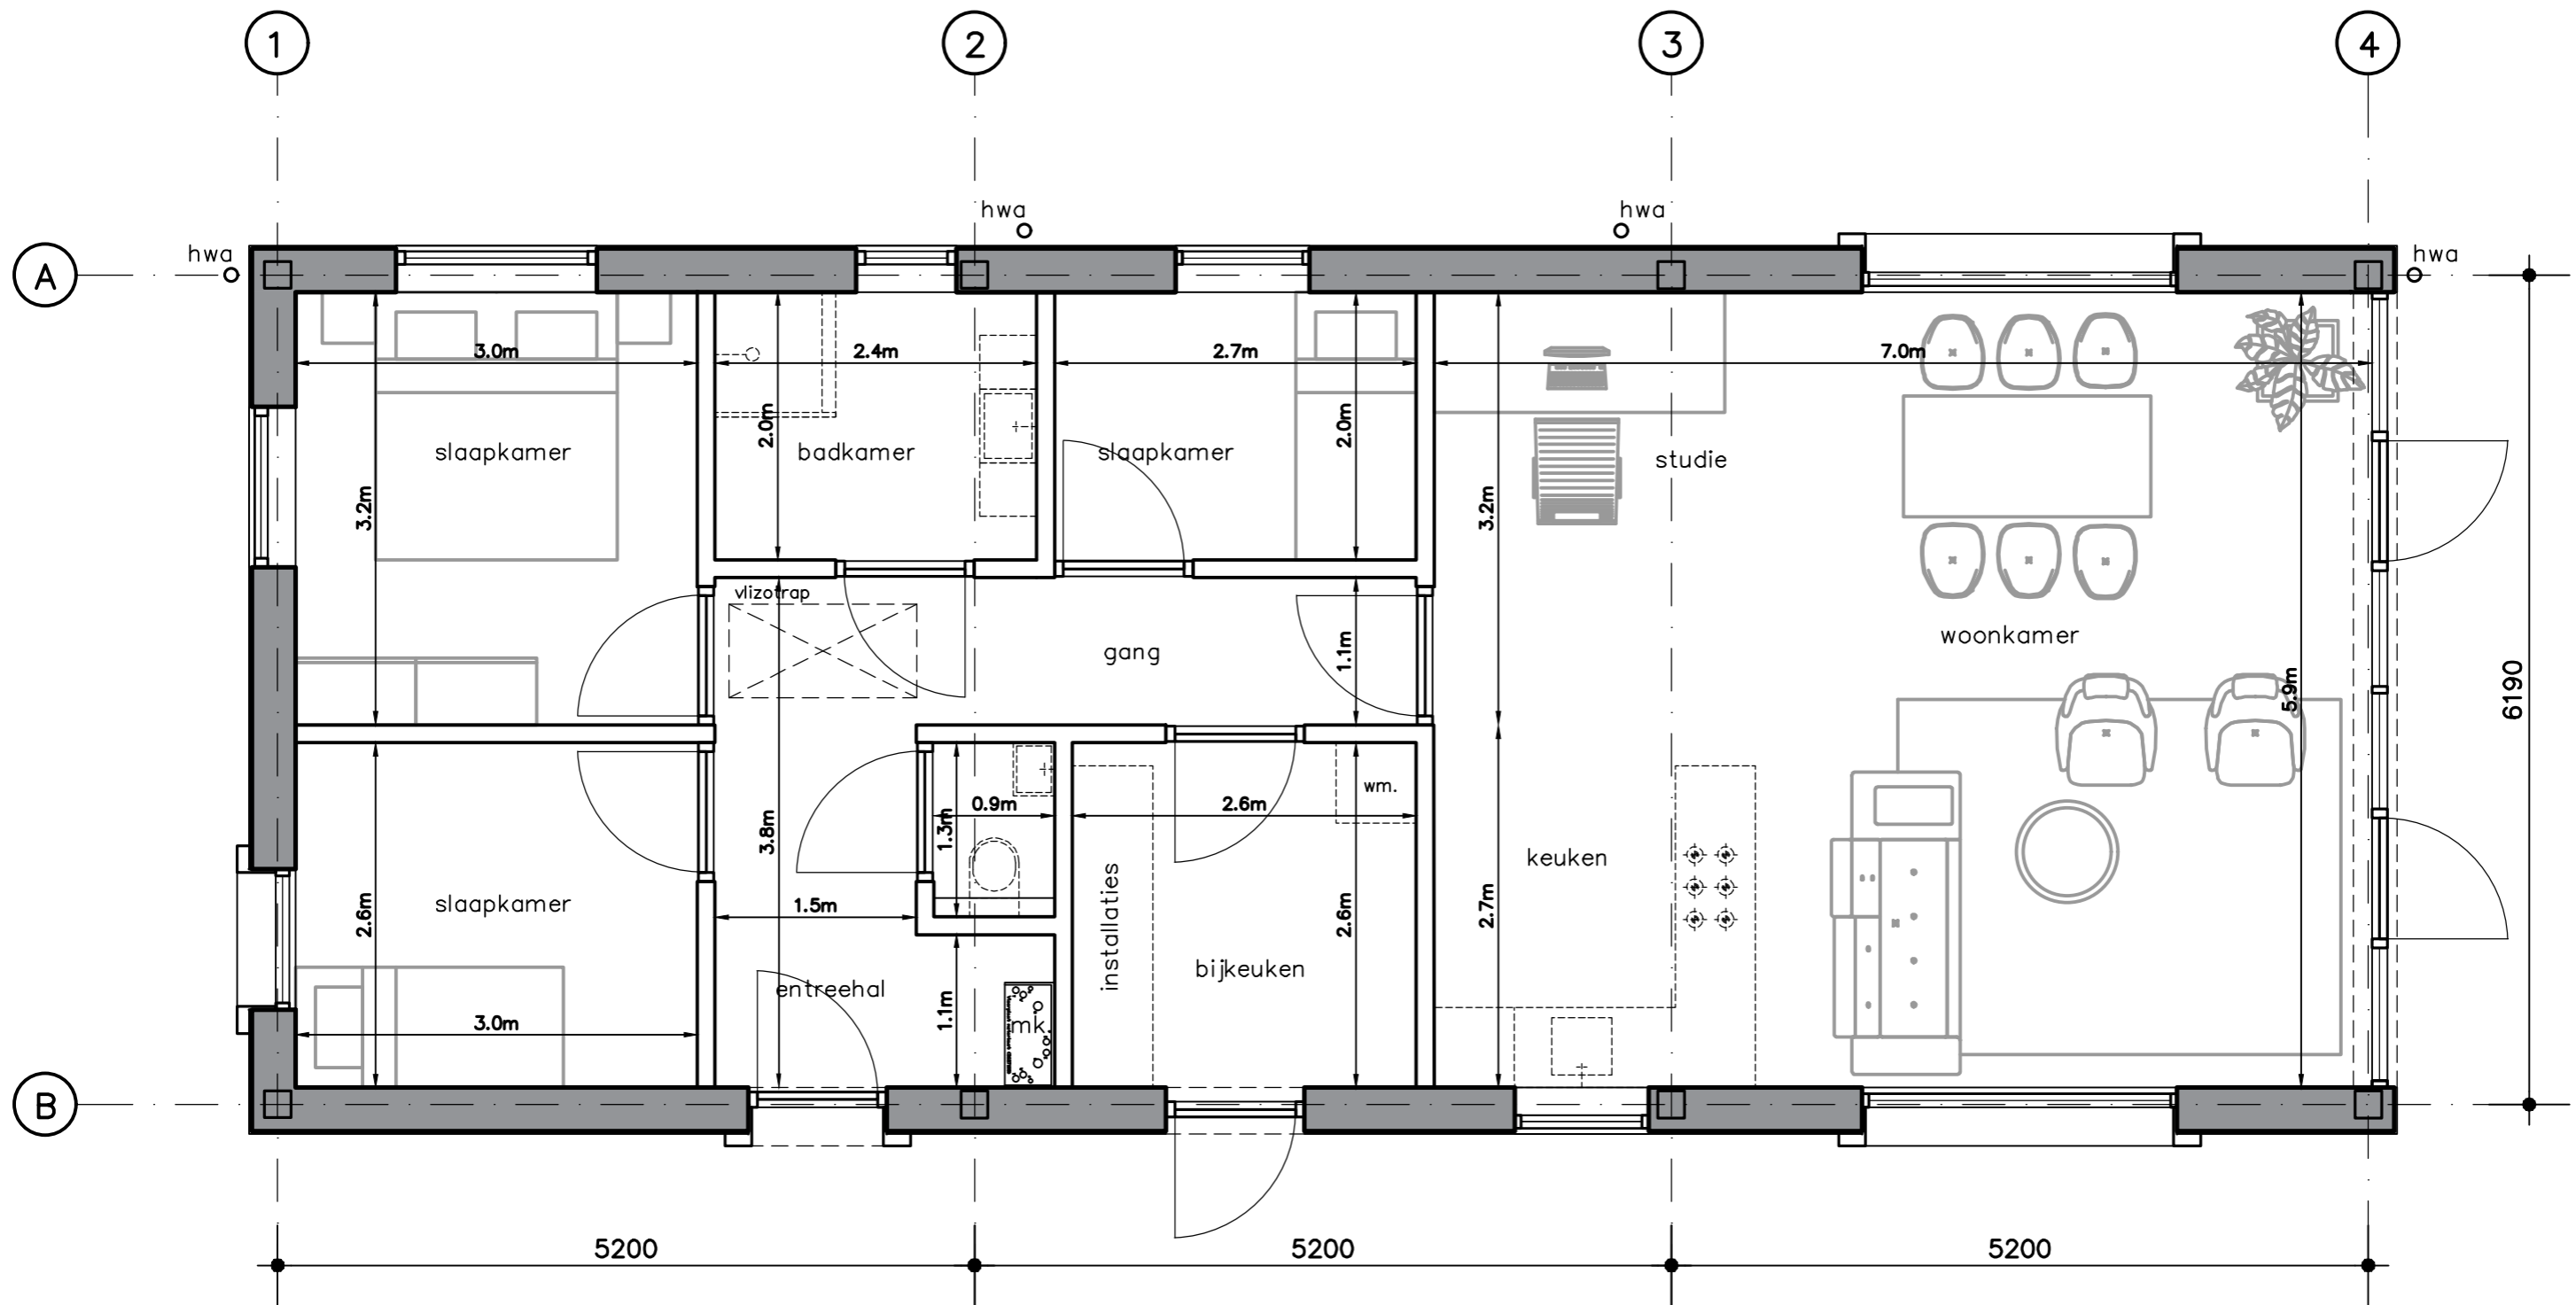 1 2 3 4
hwa hwa
hwa hwa
A
3.0m 2.4m 2.7m 7.0m
2.0m 2.0m
slaapkamer badkamer slaapkamer studie
3.2m 3.2m
vlizotrap
woonkamer
gang 1.1m
5.9m 6190
wm.
0.9m 2.6m
3.8m 1.3m
keuken
slaapkamer 2.6m 1.5m installaties 2.6m 2.7m
bijkeuken
entreehal
1.1m
3.0m mk.
B
5200 5200 5200